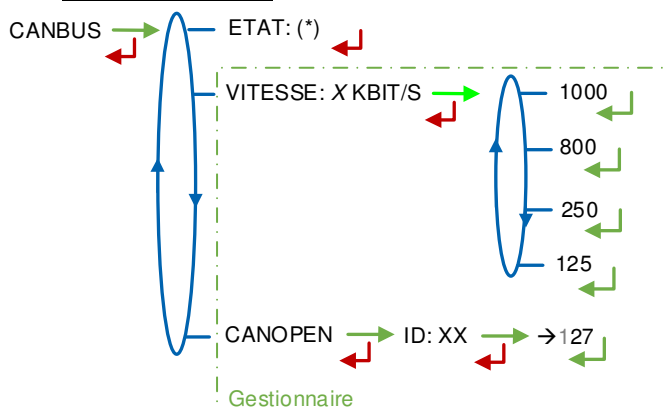 CANBUS
ETAT: (*)
VITESSE: X KBIT/S
1000
800
250
125
CANOPEN
ID: XX
→127
Gestionnaire